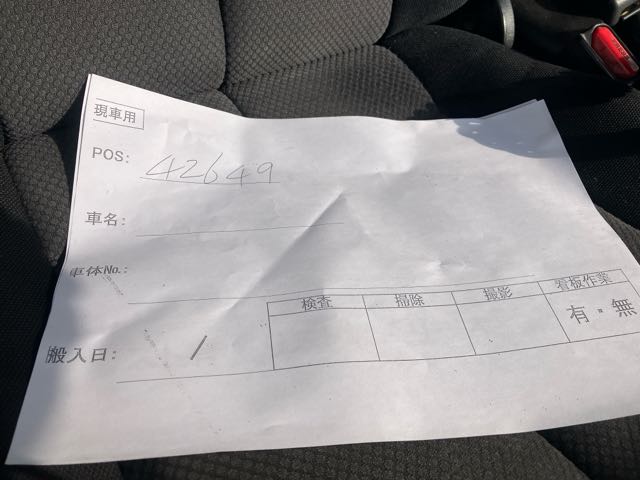 現車用
POS: 42649
車名:
車体No.:
検査 掃除 撮影 看板作業
有・無
般入日: /